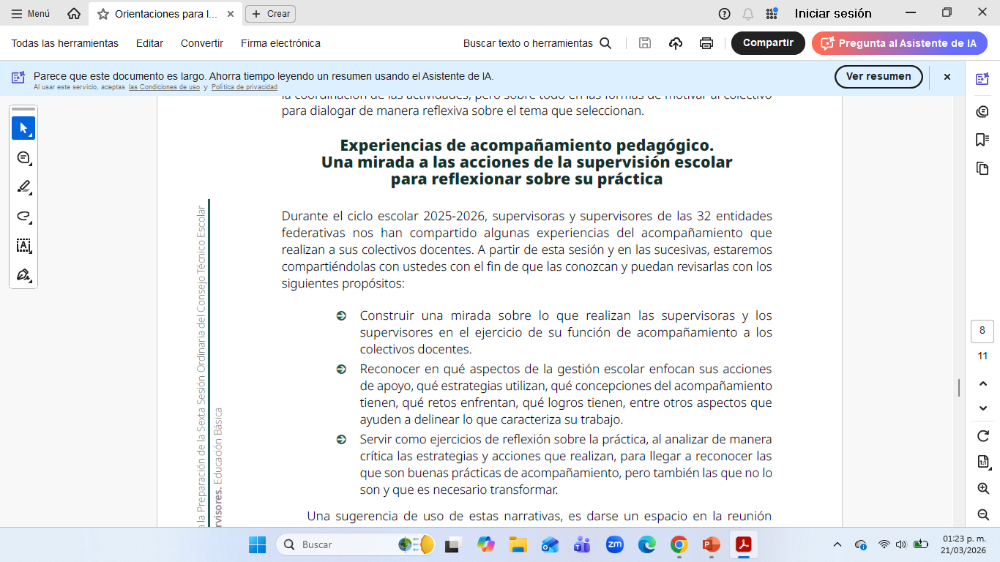 Menú
Orientaciones para l...
Crear
Iniciar sesión
Todas las herramientas
Editar
Convertir
Firma electrónica
Buscar texto o herramientas
Compartir
Pregunta al Asistente de IA
Parece que este documento es largo. Ahorra tiempo leyendo un resumen usando el Asistente de IA.
Al usar este servicio, aceptas las Condiciones de uso y Política de privacidad
Ver resumen
la coordinación de las actividades, pero sobre todo en las formas de motivar al colectivo
para dialogar de manera reflexiva sobre el tema que seleccionan.
Experiencias de acompañamiento pedagógico.
Una mirada a las acciones de la supervisión escolar
para reflexionar sobre su práctica
Durante el ciclo escolar 2025-2026, supervisoras y supervisores de las 32 entidades
federativas nos han compartido algunas experiencias del acompañamiento que
realizan a sus colectivos docentes. A partir de esta sesión y en las sucesivas, estaremos
compartiéndolas con ustedes con el fin de que las conozcan y puedan revisarlas con los
siguientes propósitos:
Construir una mirada sobre lo que realizan las supervisoras y los
supervisores en el ejercicio de su función de acompañamiento a los
colectivos docentes.
Reconocer en qué aspectos de la gestión escolar enfocan sus acciones
de apoyo, qué estrategias utilizan, qué concepciones del acompañamiento
tienen, qué retos enfrentan, qué logros tienen, entre otros aspectos que
ayuden a delinear lo que caracteriza su trabajo.
Servir como ejercicios de reflexión sobre la práctica, al analizar de manera
crítica las estrategias y acciones que realizan, para llegar a reconocer las
que son buenas prácticas de acompañamiento, pero también las que no lo
son y que es necesario transformar.
Una sugerencia de uso de estas narrativas, es darse un espacio en la reunión
a la Preparación de la Sexta Sesión Ordinaria del Consejo Técnico Escolar
rvisores. Educación Básica
8
11
1:1
Buscar
zm
01:23 p. m.
21/03/2026